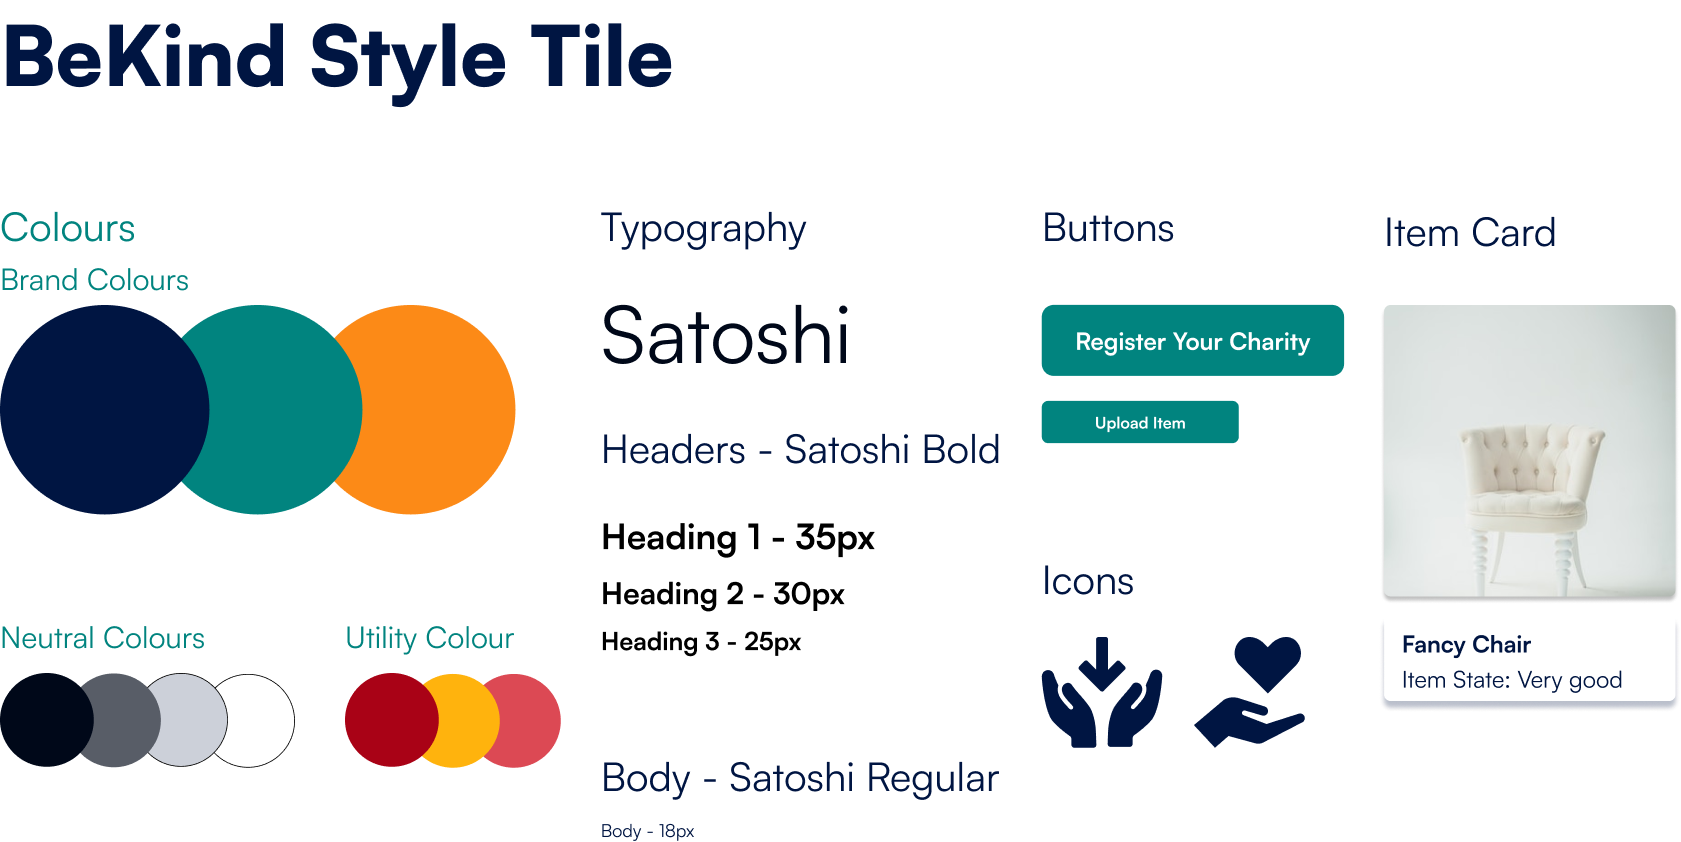 BeKind Style Tile
Colours
Brand Colours
Neutral Colours
Utility Colour
Typography
Satoshi
Headers - Satoshi Bold
Heading 1 - 35px
Heading 2 - 30px
Heading 3 - 25px
Body - Satoshi Regular
Body - 18px
Buttons
Register Your Charity
Upload Item
Icons
Item Card
Fancy Chair
Item State: Very good